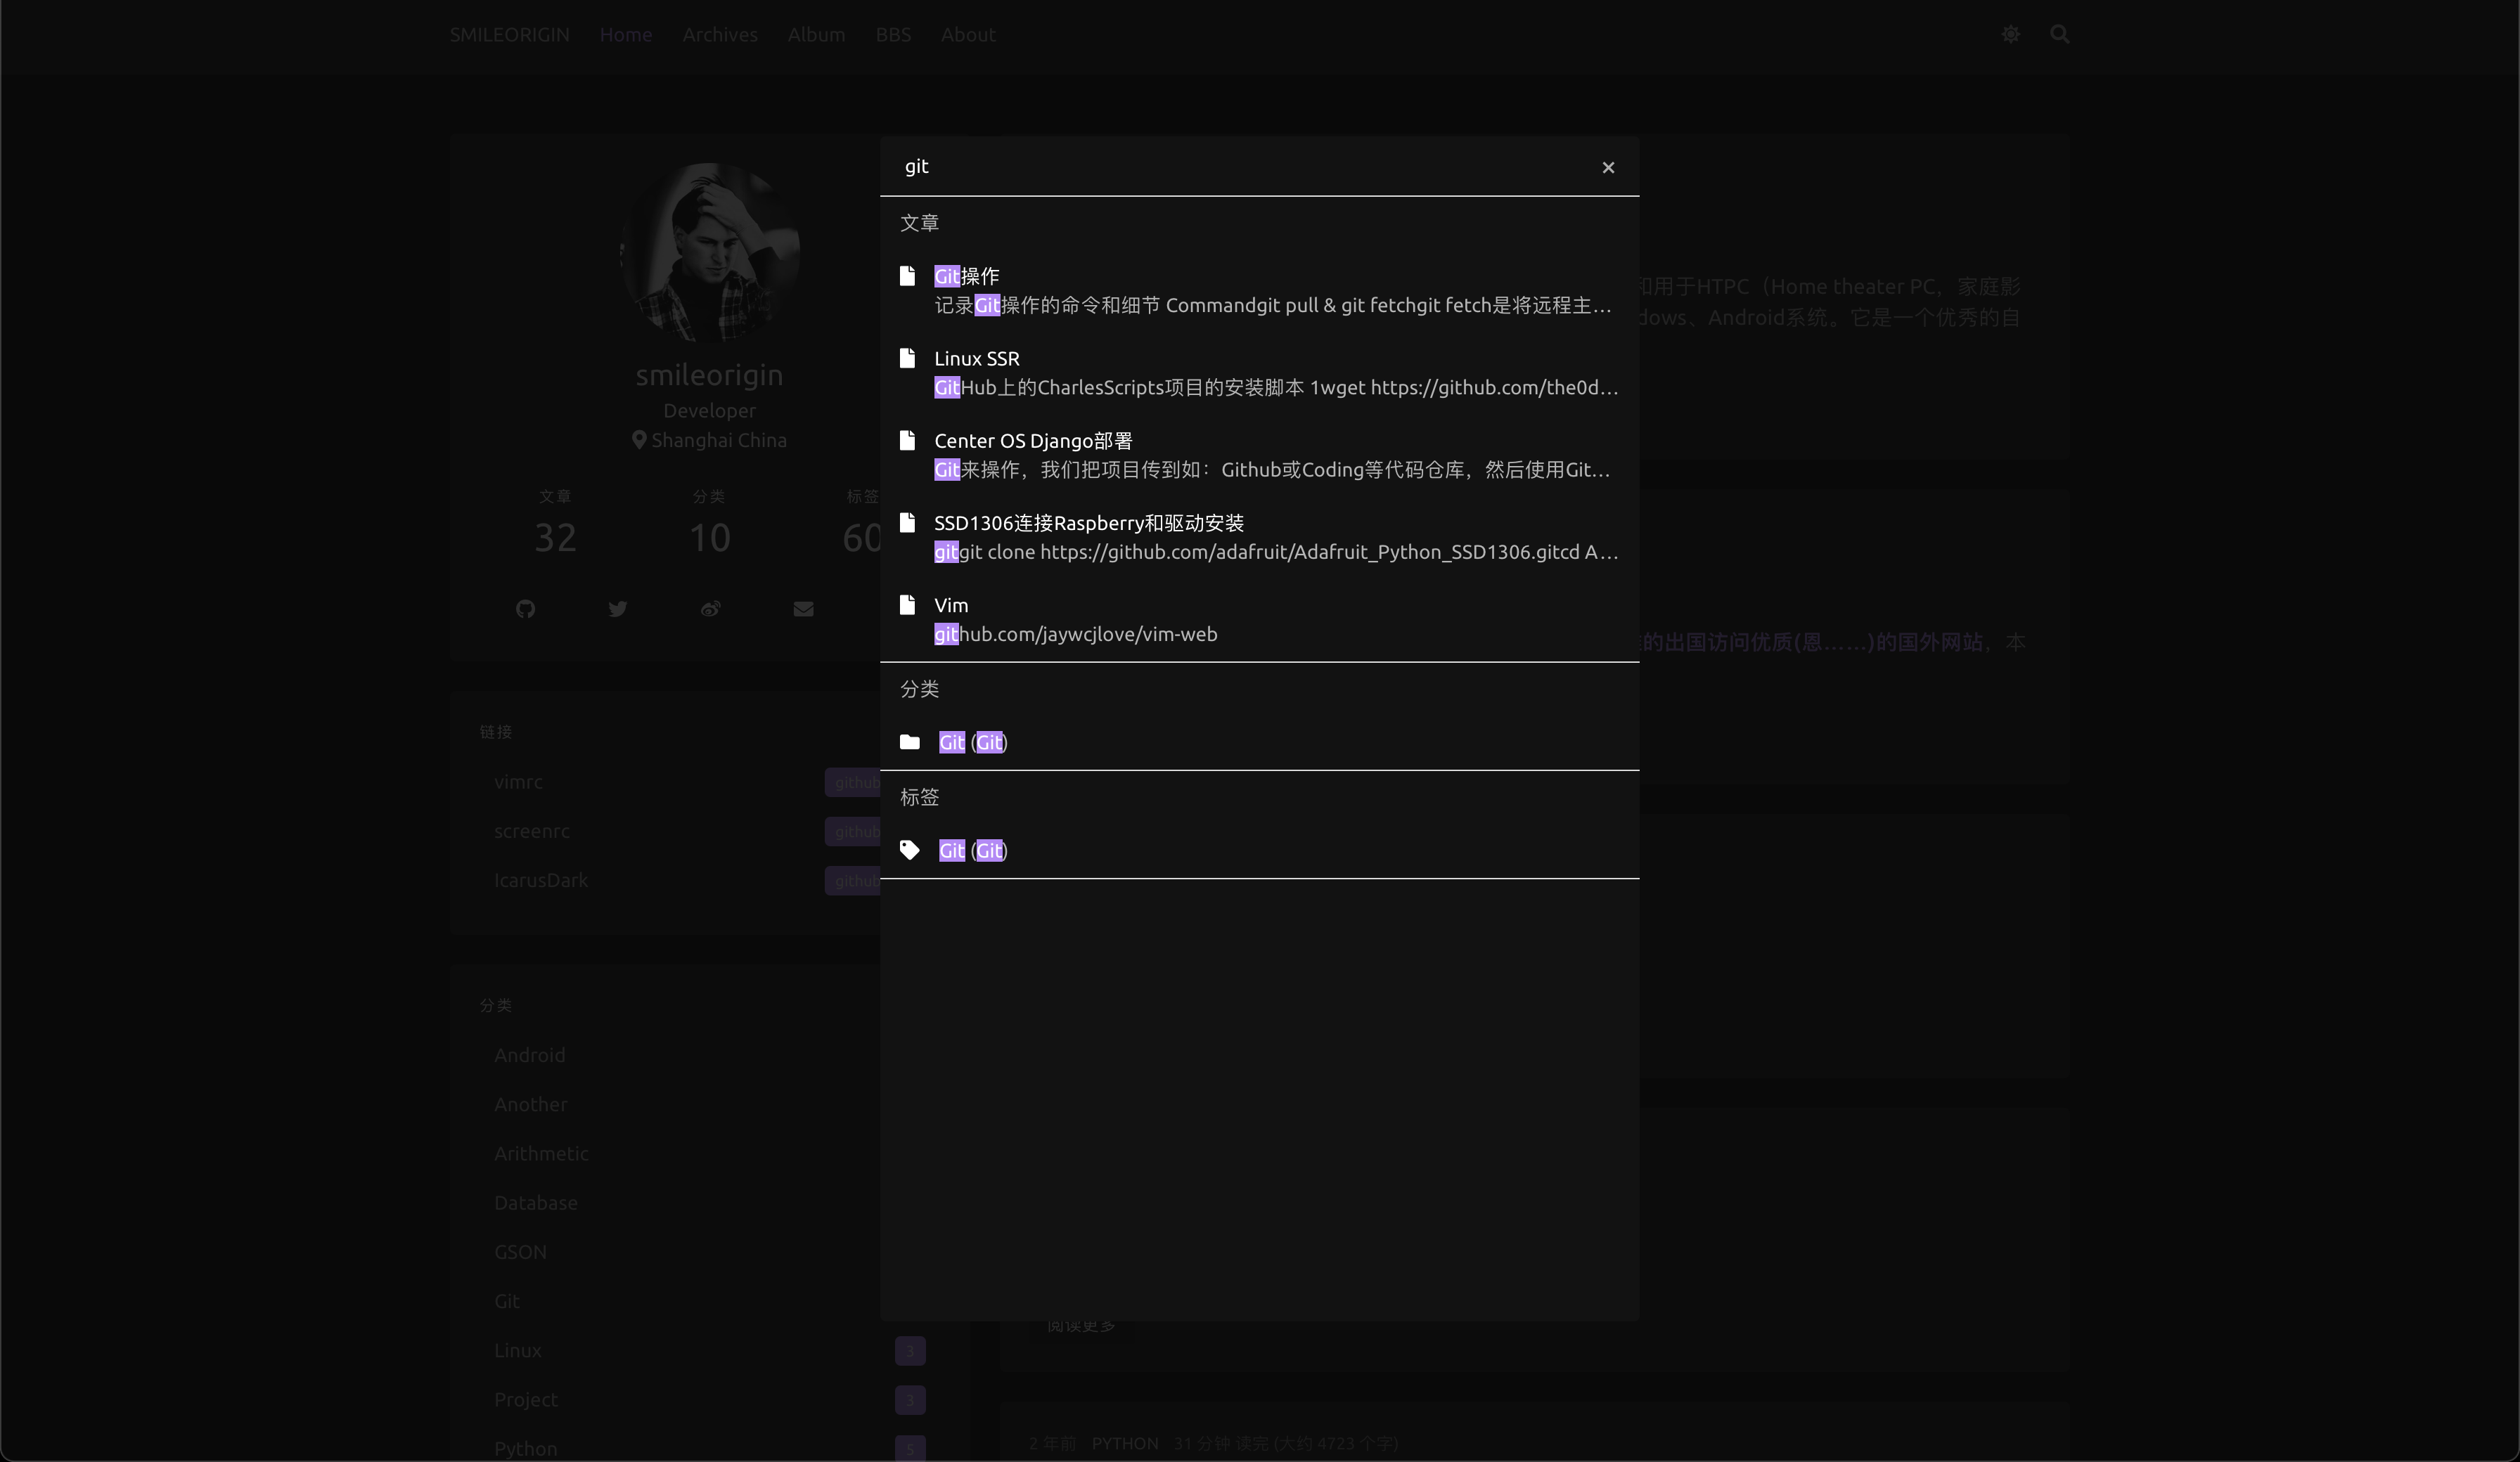 SMILEORIGIN Home Archives Album BBS About
git
文章
Git操作
记录Git操作的命令和细节 Commandgit pull & git fetchgit fetch是将远程主...
Linux SSR
GitHub上的CharlesScripts项目的安装脚本 1wget https://github.com/the0d...
Center OS Django部署
Git来操作，我们把项目传到如：Github或Coding等代码仓库，然后使用Git...
SSD1306连接Raspberry和驱动安装
gitgit clone https://github.com/adafruit/Adafruit_Python_SSD1306.gitcd A...
Vim
github.com/jaywcjlove/vim-web
分类
Git (Git)
标签
Git (Git)
smileorigin
Developer
Shanghai China
文章 分类 标签
32 10 60
链接
vimrc github
screenrc github
IcarusDark github
分类
Android
Another
Arithmetic
Database
GSON
Git
Linux 3
Project 3
Python 5
和用于HTPC（Home theater PC，家庭影
dows、Android系统。它是一个优秀的自
的出国访问优质(恩……)的国外网站，本
阅读更多
2 年前 PYTHON 31 分钟 读完 (大约 4723 个字)